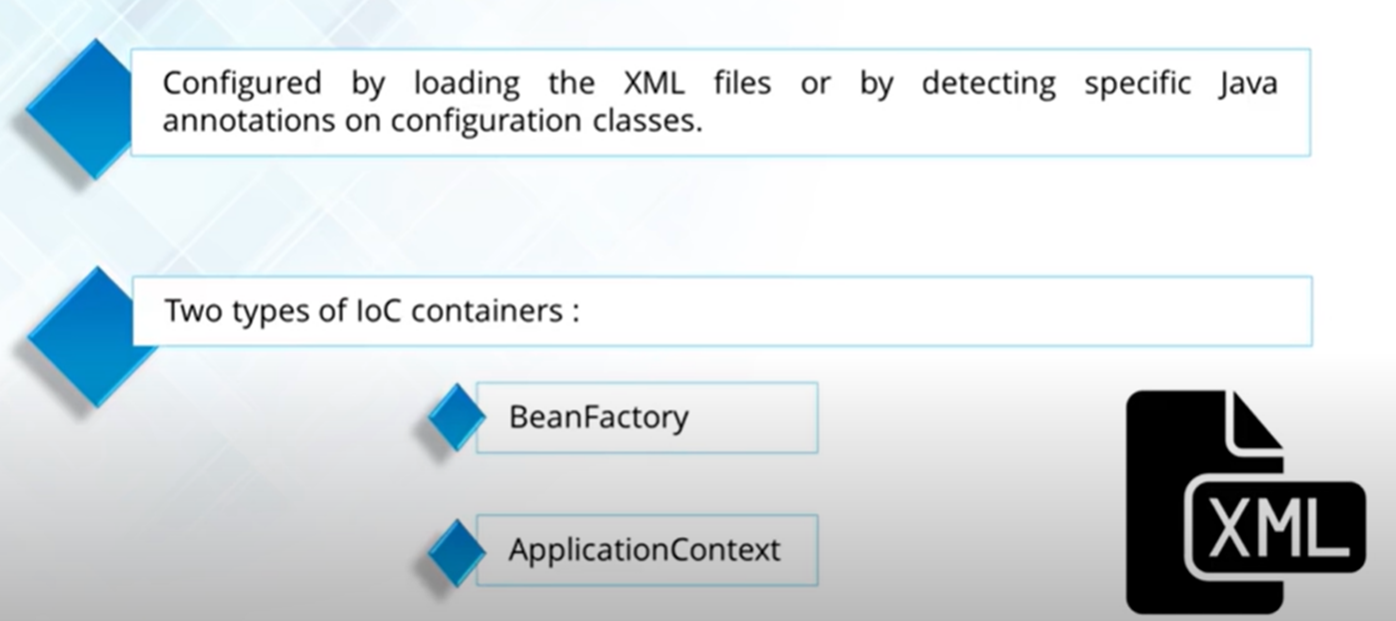 Configured by loading the XML files or by detecting specific Java
annotations on configuration classes.
Two types of IoC containers :
BeanFactory
ApplicationContext
XML